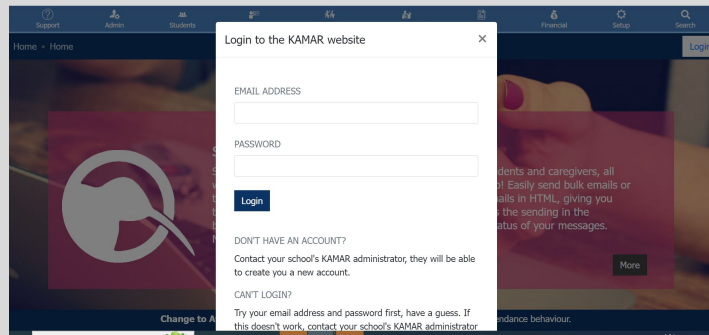 Support Admin Students Financial Setup Search
Home Home
Login
Login to the KAMAR website ×
EMAIL ADDRESS
PASSWORD
Login
DON'T HAVE AN ACCOUNT?
Contact your school's KAMAR administrator, they will be able
to create you a new account.
CAN'T LOGIN?
Try your email address and password first, have a guess. If
this doesn't work, contact your school's KAMAR administrator
dents and caregivers, all
! Easily send bulk emails or
ails in HTML, giving you
the sending in the
atus of your messages.
More
Change to A
endance behaviour.